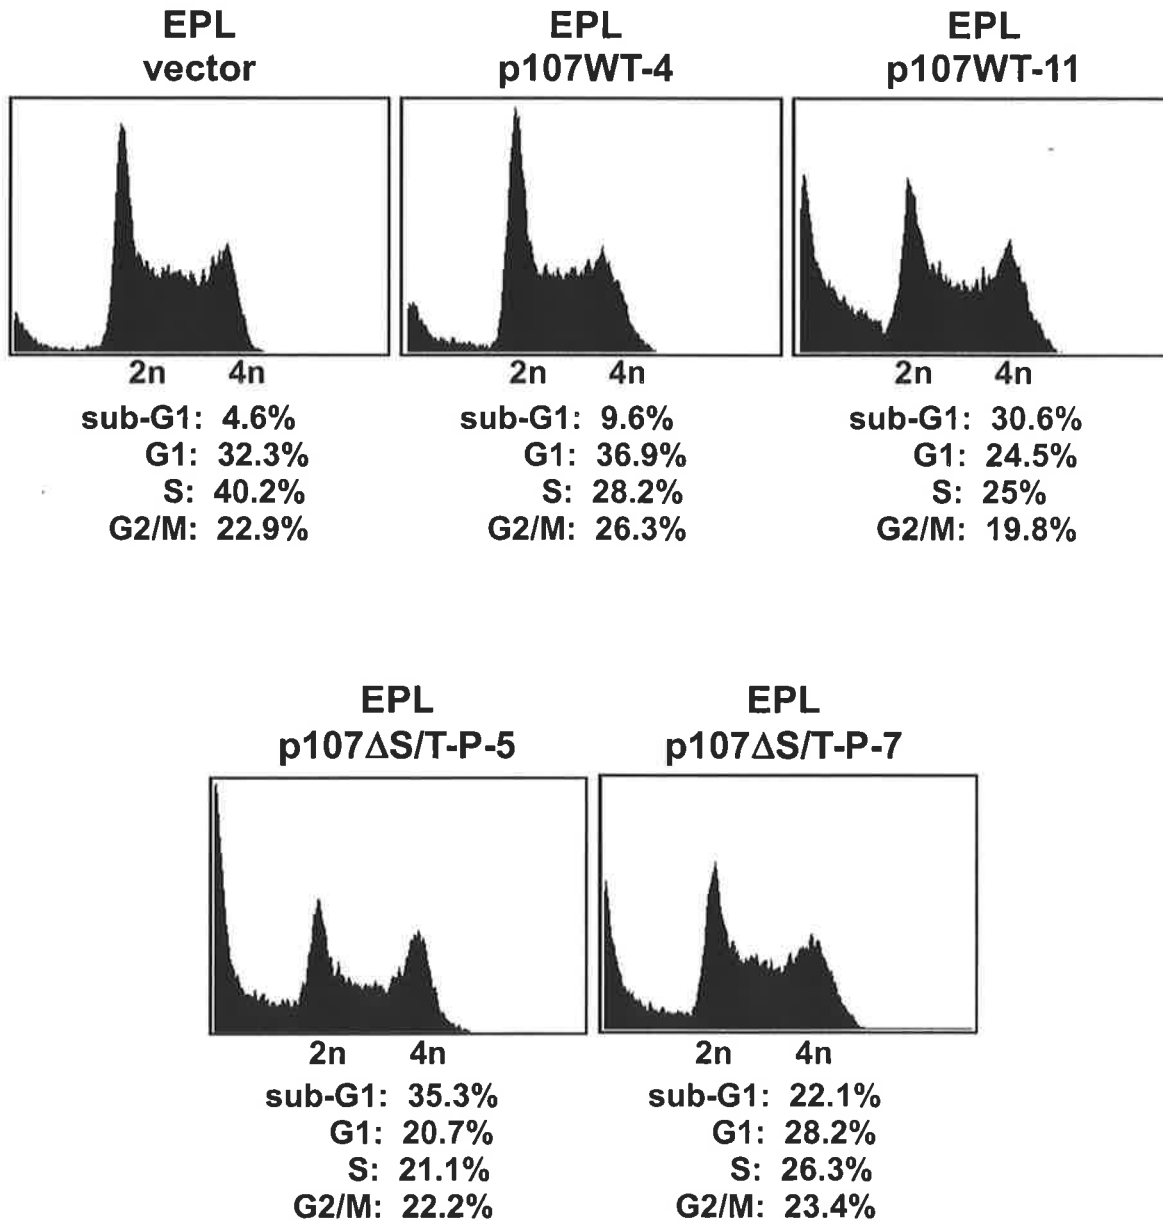 EPL
vector
EPL
p107WT-4
EPL
p107WT-11
2n 4n
sub-G1: 4.6%
G1: 32.3%
S: 40.2%
G2/M: 22.9%
2n 4n
sub-G1: 9.6%
G1: 36.9%
S: 28.2%
G2/M: 26.3%
2n 4n
sub-G1: 30.6%
G1: 24.5%
S: 25%
G2/M: 19.8%
EPL
p107ΔS/T-P-5
EPL
p107ΔS/T-P-7
2n 4n
sub-G1: 35.3%
G1: 20.7%
S: 21.1%
G2/M: 22.2%
2n 4n
sub-G1: 22.1%
G1: 28.2%
S: 26.3%
G2/M: 23.4%